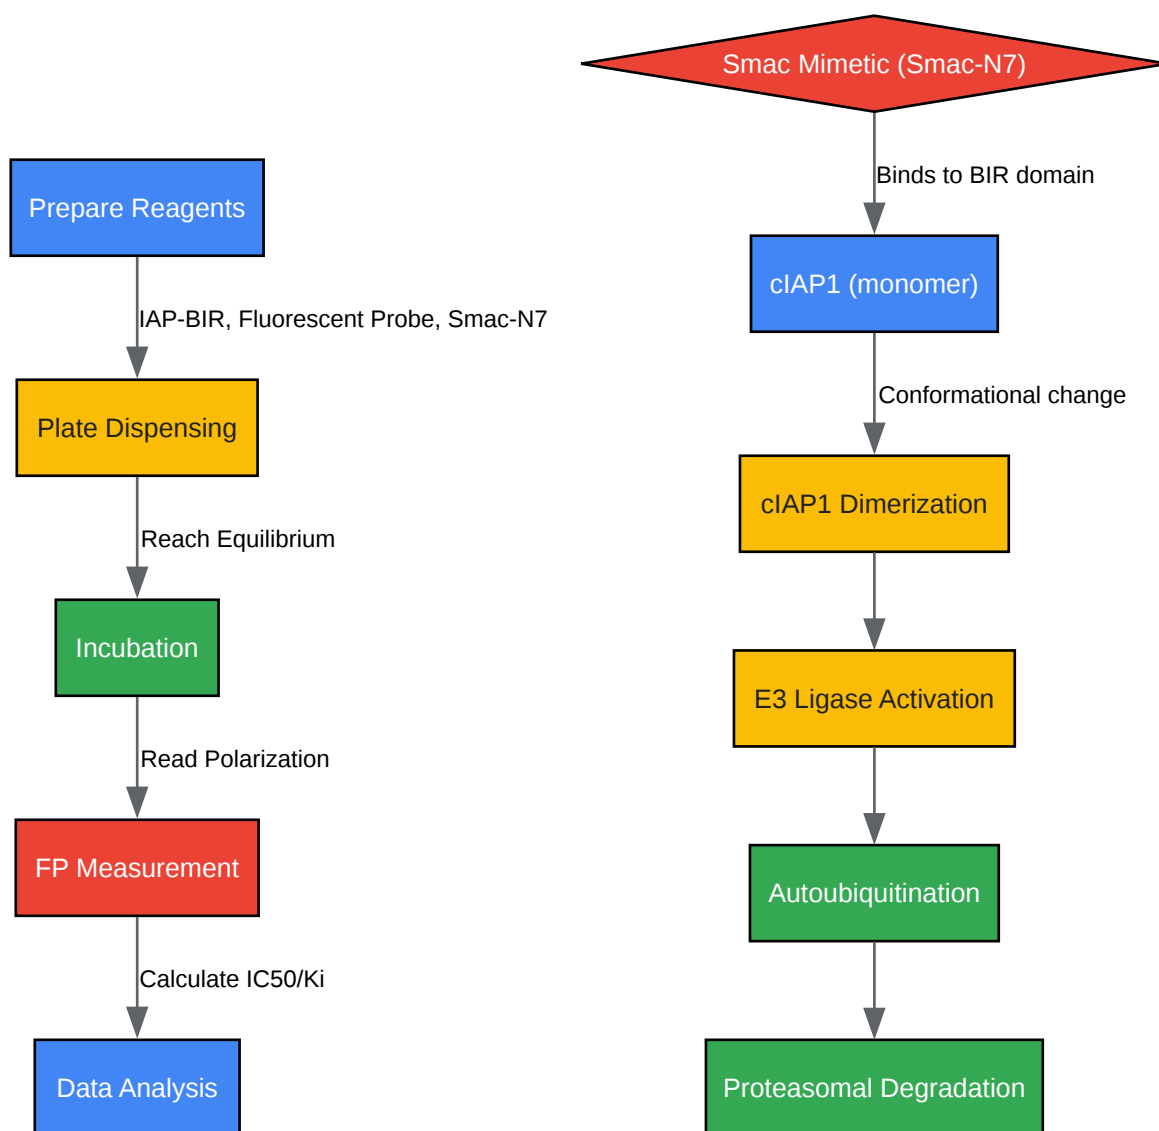 Prepare Reagents
IAP-BIR, Fluorescent Probe, Smac-N7
Plate Dispensing
Reach Equilibrium
Incubation
Read Polarization
FP Measurement
Calculate IC50/Ki
Data Analysis
Smac Mimetic (Smac-N7)
Binds to BIR domain
cIAP1 (monomer)
Conformational change
cIAP1 Dimerization
E3 Ligase Activation
Autoubiquitination
Proteasomal Degradation